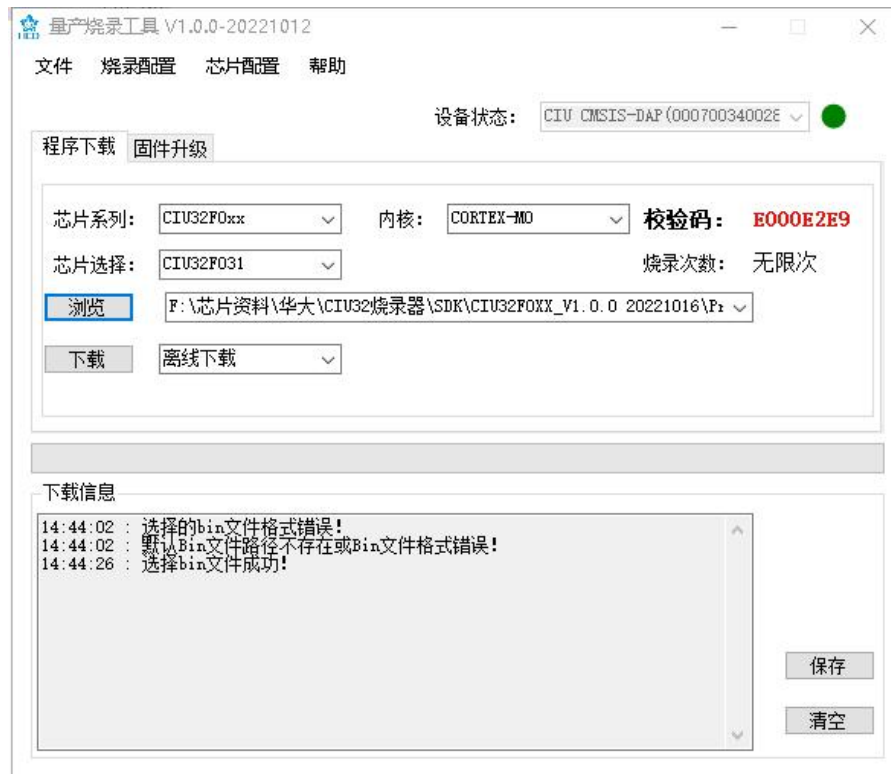 量产烧录工具 V1.0.0-20221012
文件 烧录配置 芯片配置 帮助
设备状态: CIU CMSIS-DAP(000700340028
程序下载 固件升级
芯片系列: CIU32F0xx 内核: CORTEX-M0 校验码: E000E2E9
芯片选择: CIU32F031 烧录次数: 无限次
浏览 F:\芯片资料\华大\CIU32烧录器\SDK\CIU32F0XX_V1.0.0 20221016\Pr
下载 离线下载
下载信息
14:44:02 : 选择的bin文件格式错误!
14:44:02 : 默认Bin文件路径不存在或Bin文件格式错误!
14:44:26 : 选择bin文件成功!
保存
清空